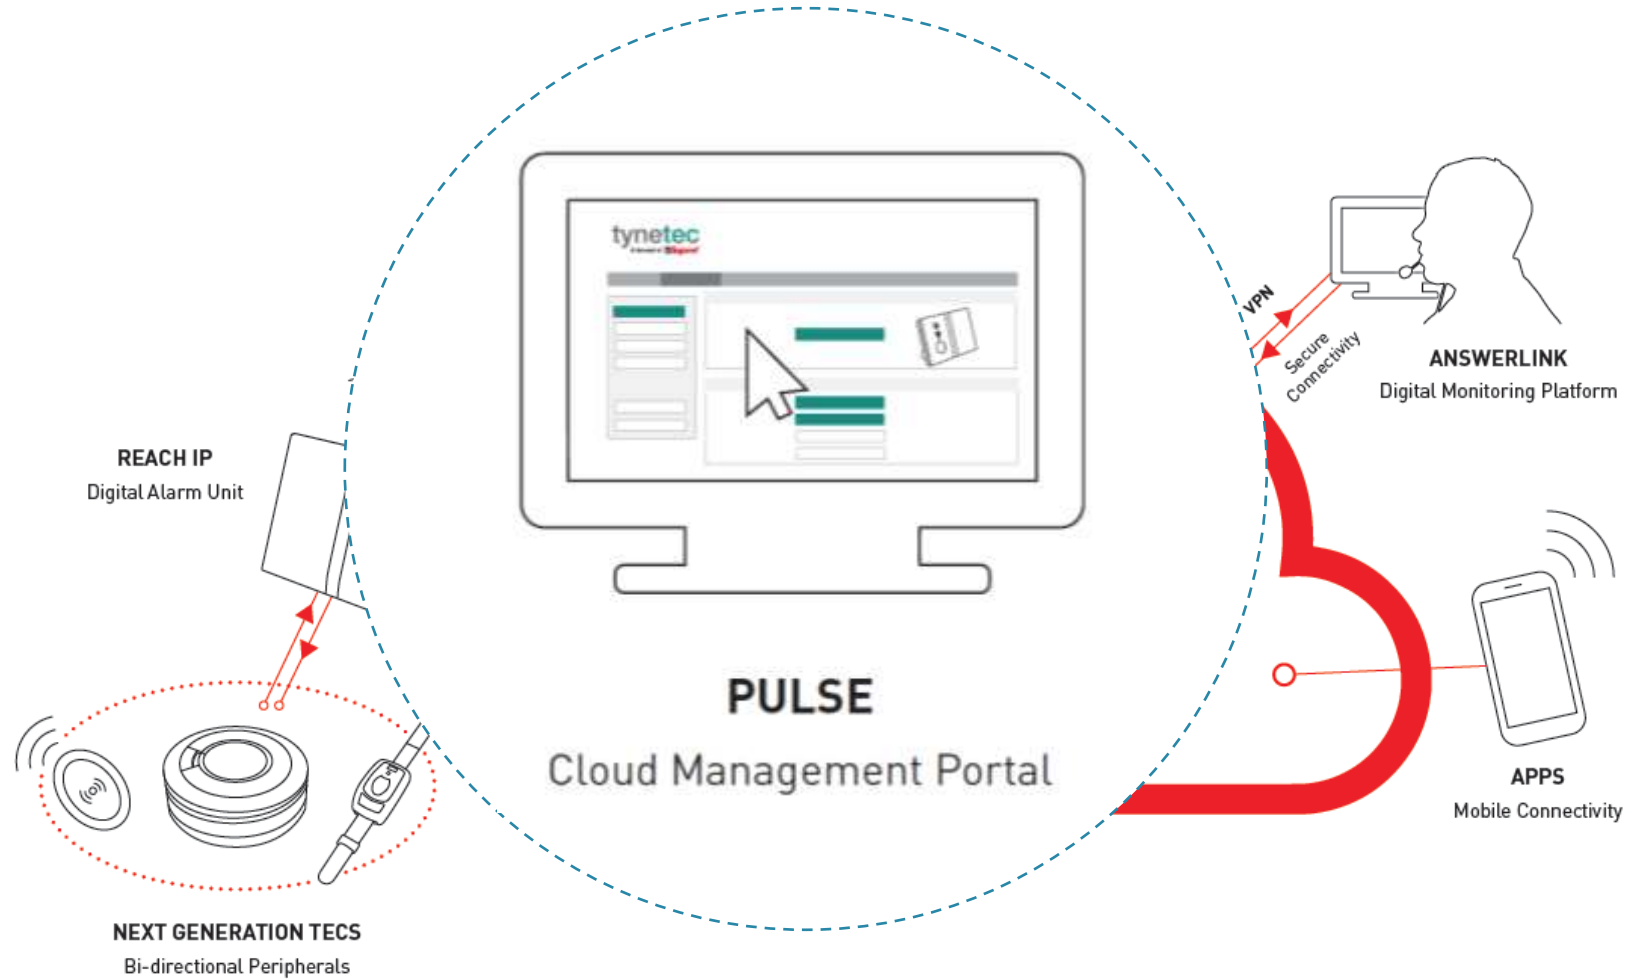 tynetec
VPN
Secure
Connectivity
ANSWERLINK
Digital Monitoring Platform
REACH IP
Digital Alarm Unit
PULSE
Cloud Management Portal
APPS
Mobile Connectivity
NEXT GENERATION TECS
Bi-directional Peripherals